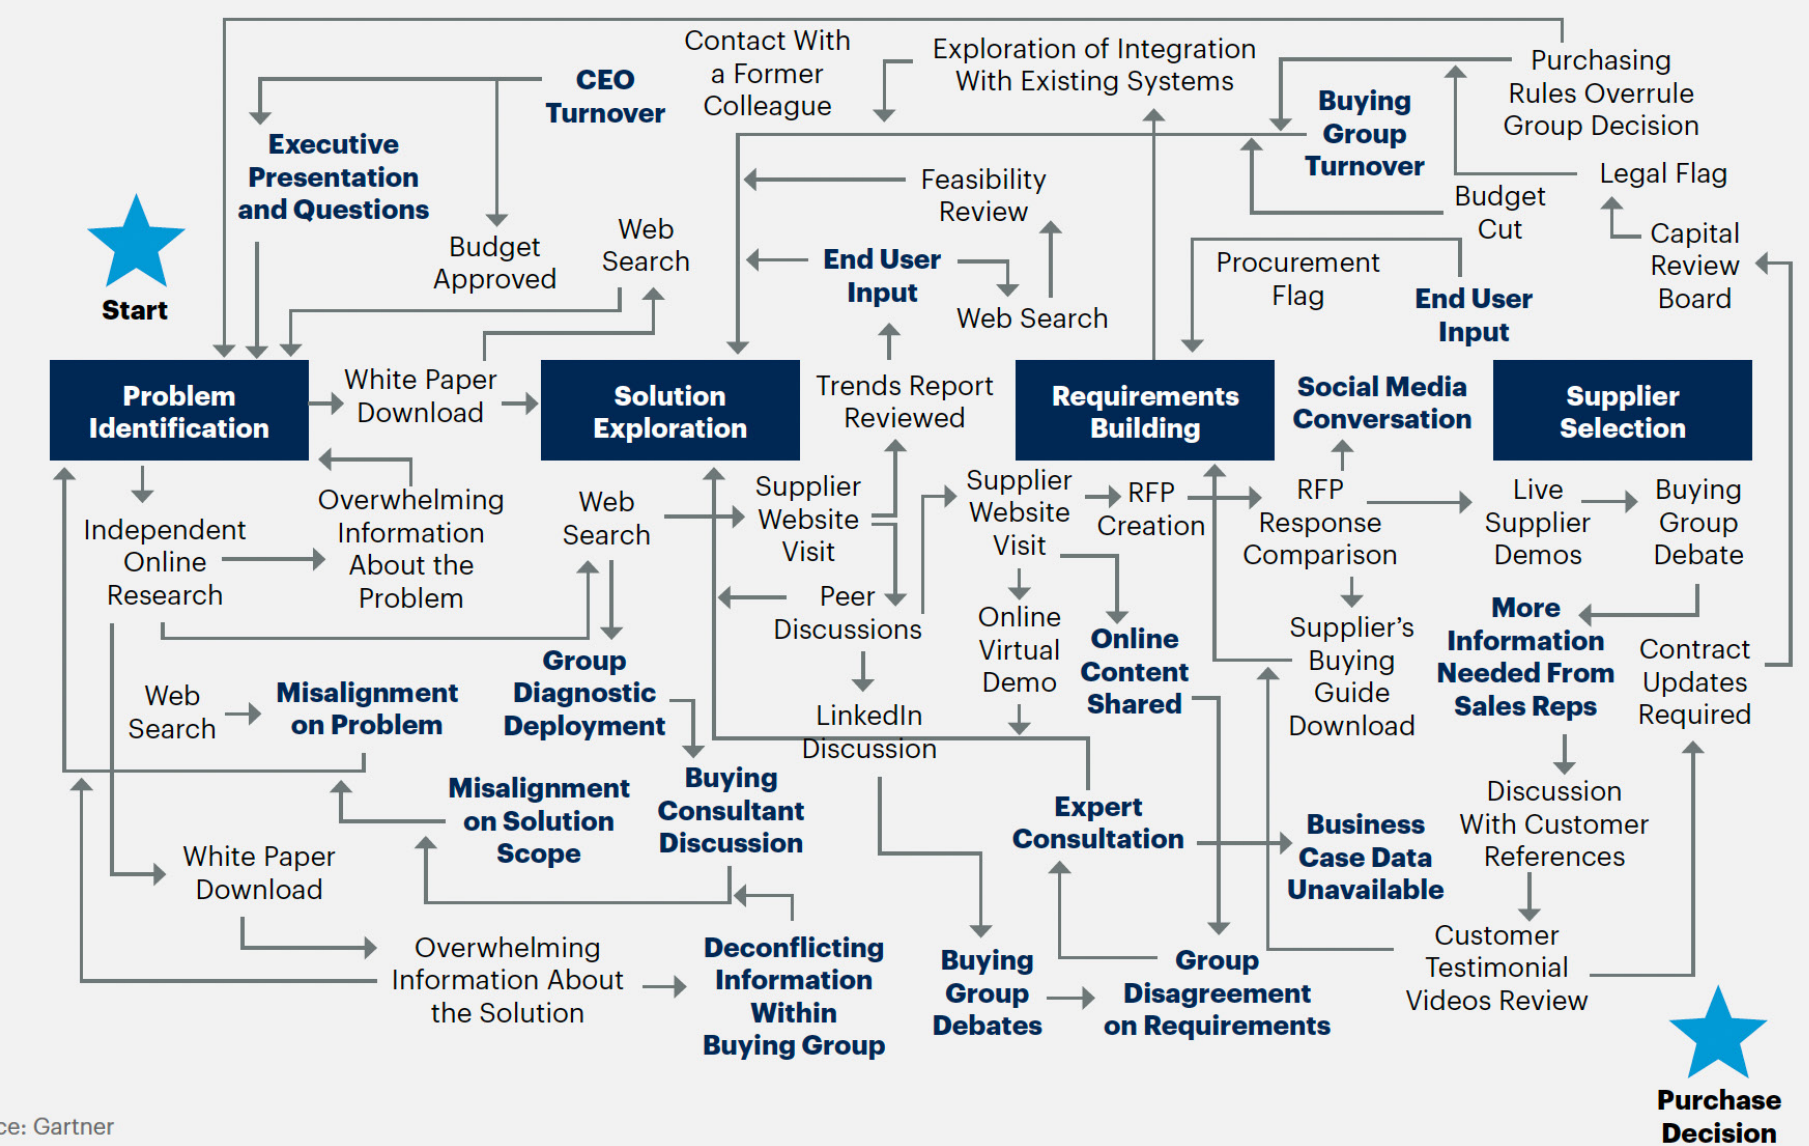 Contact With
a Former
Colleague
Exploration of Integration
With Existing Systems
Purchasing
Rules Overrule
Group Decision
CEO
Turnover
Buying
Group
Turnover
Executive
Presentation
and Questions
Feasibility
Review
Legal Flag
Budget
Cut
Budget
Approved
Web
Search
End User
Input
Web Search
Procurement
Flag
End User
Input
Capital
Review
Board
Start
Problem
Identification
White Paper
Download
Solution
Exploration
Trends Report
Reviewed
Requirements
Building
Social Media
Conversation
Supplier
Selection
Independent
Online
Research
Overwhelming
Information
About the
Problem
Web
Search
Supplier
Website
Visit
Supplier
Website
Visit
RFP
Creation
RFP
Response
Comparison
Live
Supplier
Demos
Buying
Group
Debate
Peer
Discussions
Online
Virtual
Demo
Online
Content
Shared
Supplier’s
Buying
Guide
Download
More
Information
Needed From
Sales Reps
Contract
Updates
Required
Web
Search
Misalignment
on Problem
Group
Diagnostic
Deployment
LinkedIn
Discussion
Misalignment
on Solution
Scope
Buying
Consultant
Discussion
Expert
Consultation
Business
Case Data
Unavailable
Discussion
With Customer
References
White Paper
Download
Overwhelming
Information About
the Solution
Deconflicting
Information
Within
Buying Group
Buying
Group
Debates
Group
Disagreement
on Requirements
Customer
Testimonial
Videos Review
Purchase
Decision
ce: Gartner